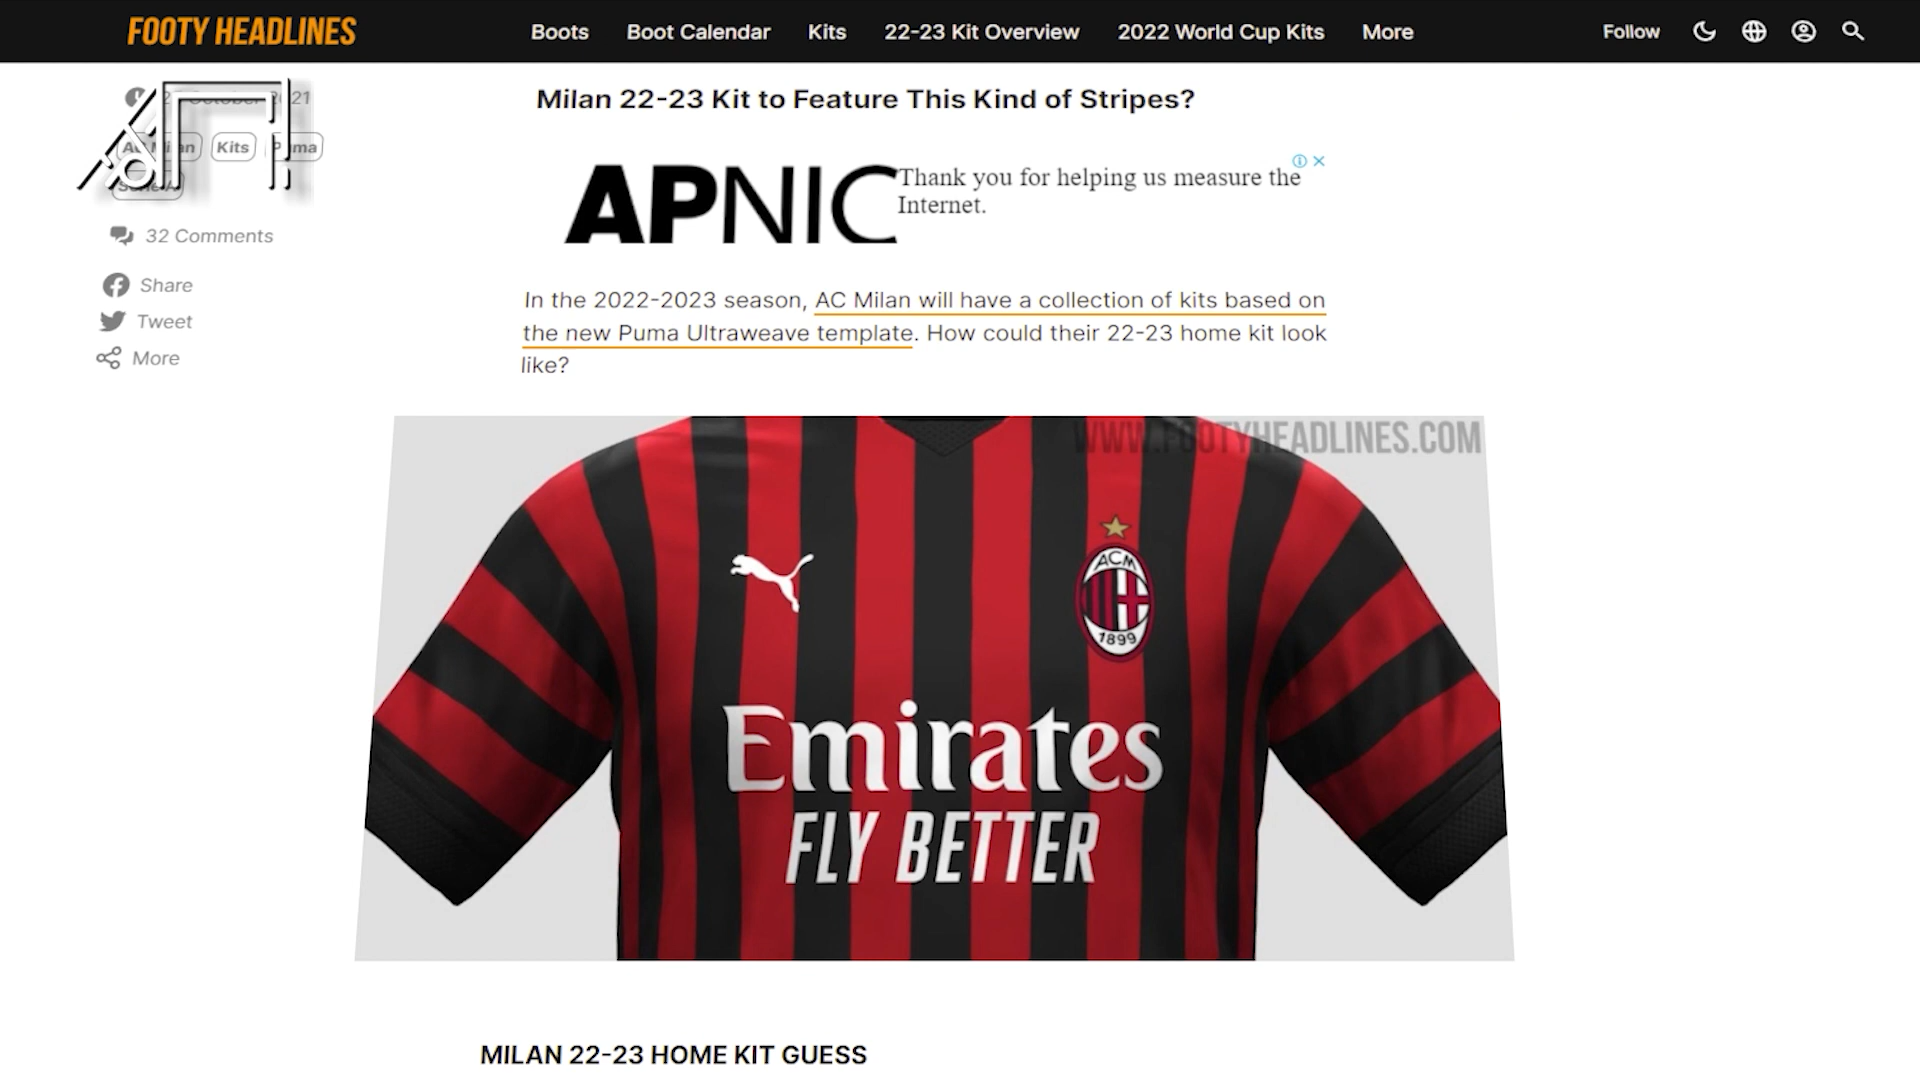 FOOTY HEADLINES
Boots Boot Calendar Kits 22-23 Kit Overview 2022 World Cup Kits More Follow
Milan 22-23 Kit to Feature This Kind of Stripes?
Kits
32 Comments
Share
Tweet
More
APNIC
Thank you for helping us measure the
Internet.
In the 2022-2023 season, AC Milan will have a collection of kits based on
the new Puma Ultraweave template. How could their 22-23 home kit look
like?
WWW.FOOTYHEADLINES.COM
ACM
1899
Emirates
FLY BETTER
MILAN 22-23 HOME KIT GUESS